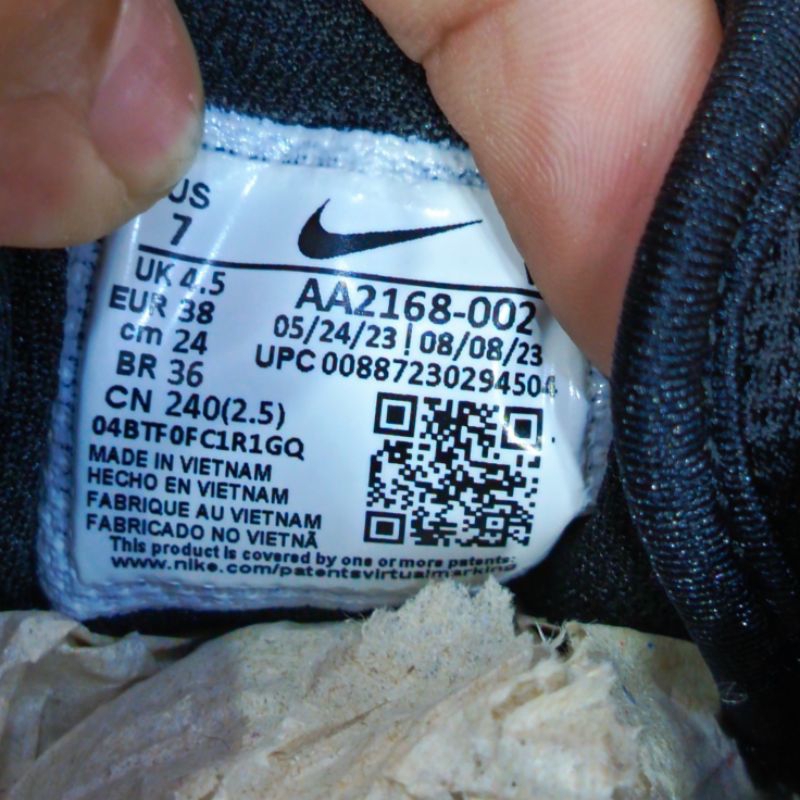 US
7
UK 4.5
EUR 38
cm 24
BR 36
CN 240(2.5)
AA2168-002
05/24/23 | 08/08/23
UPC 00887230294504
04BTF0FC1R1GQ
MADE IN VIETNAM
HECHO EN VIETNAM
FABRIQUE AU VIETNAM
FABRICADO NO VIETNÃ
This product is covered by one or more patents:
www.nike.com/patentsvirtualmarking